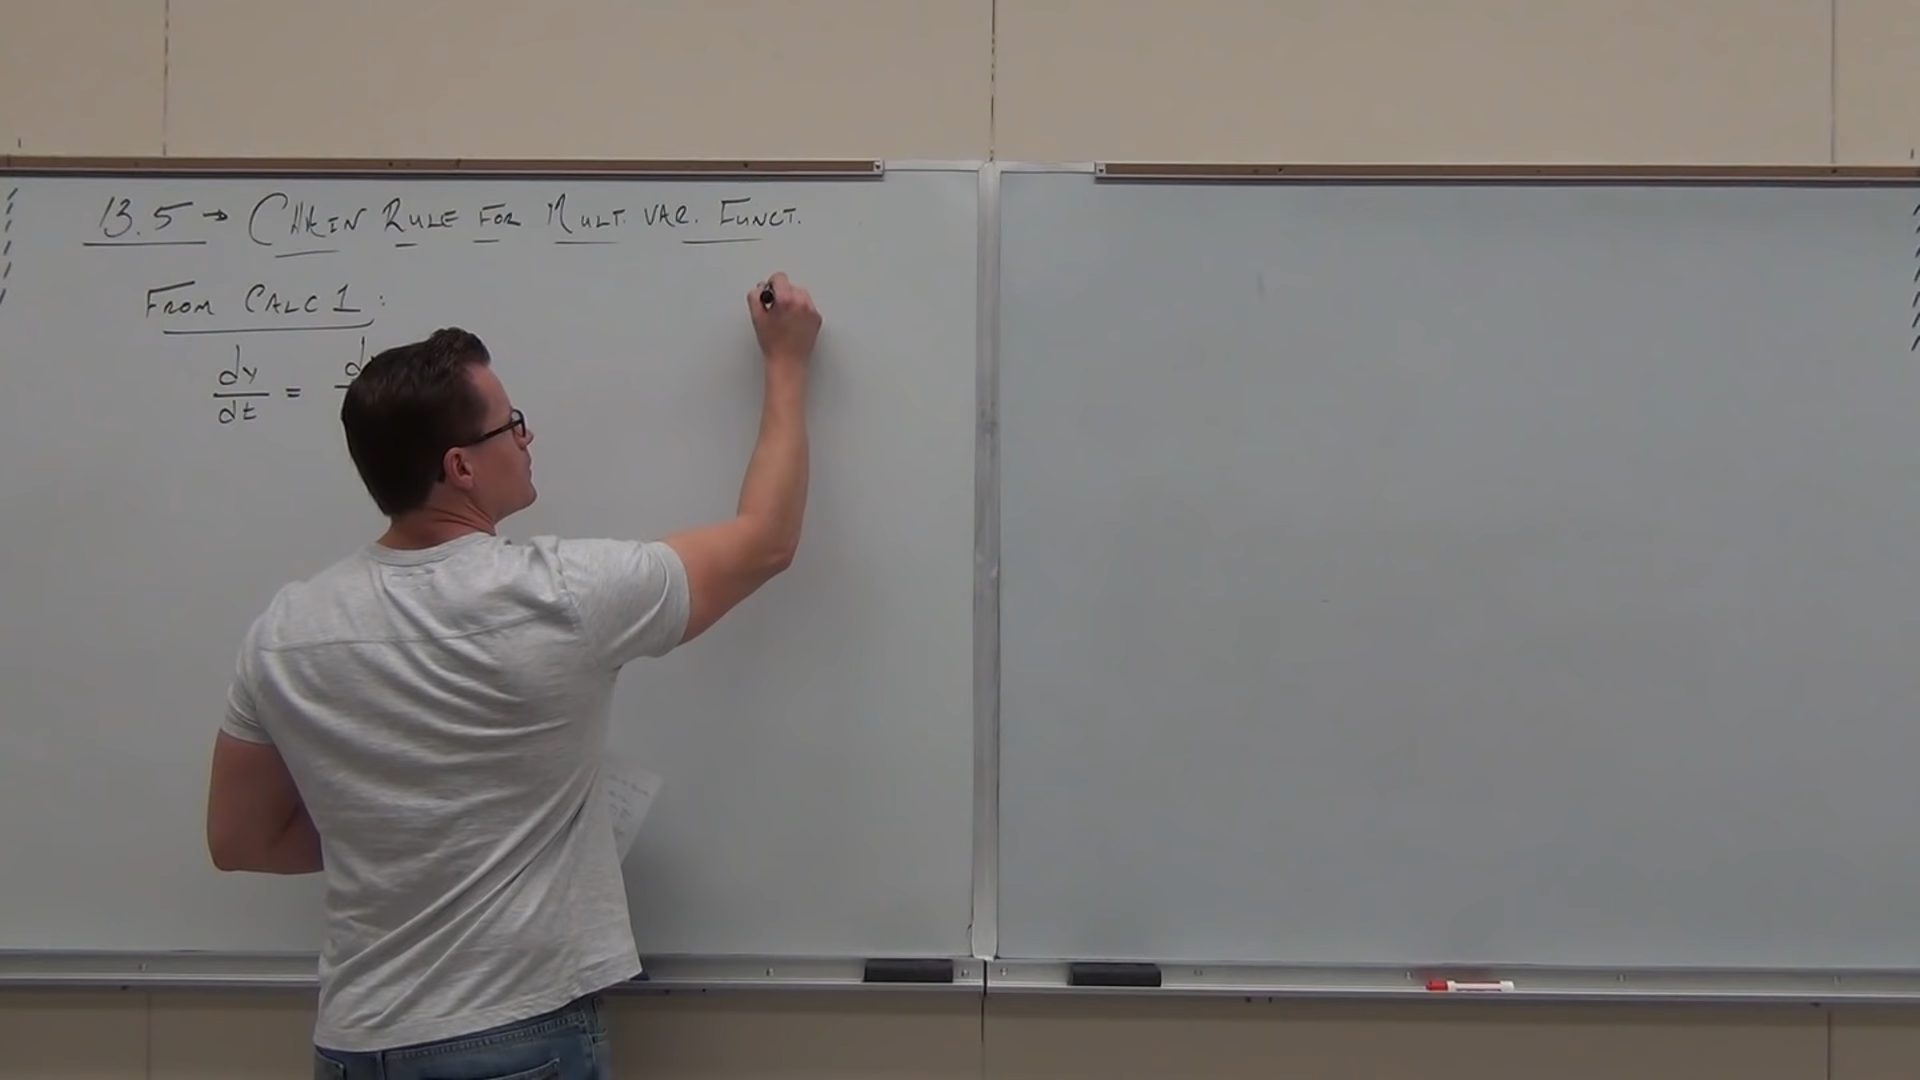 13.5 → CHAIN RULE FOR MULT. VAR. FUNCT.
FROM CALC 1:
dy/dt = d